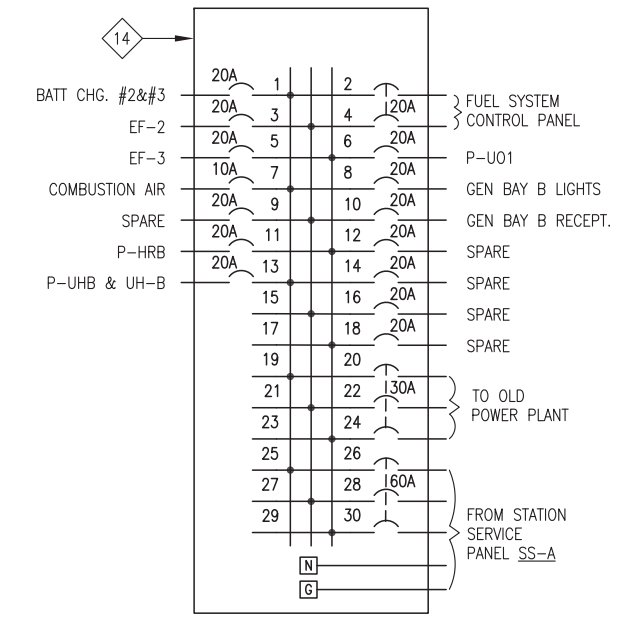 14
BATT CHG. #2&#3 20A 1 2
EF-2 20A 3 4 20A
FUEL SYSTEM
CONTROL PANEL
EF-3 20A 5 6 20A P-U01
COMBUSTION AIR 10A 7 8 20A GEN BAY B LIGHTS
SPARE 20A 9 10 20A GEN BAY B RECEPT.
P-HRB 20A 11 12 20A SPARE
P-UHB & UH-B 20A 13 14 20A SPARE
15 16 20A SPARE
17 18 20A SPARE
19 20
21 22 30A
23 24
TO OLD
POWER PLANT
25 26
27 28 60A
29 30
FROM STATION
SERVICE
PANEL SS-A
N
G